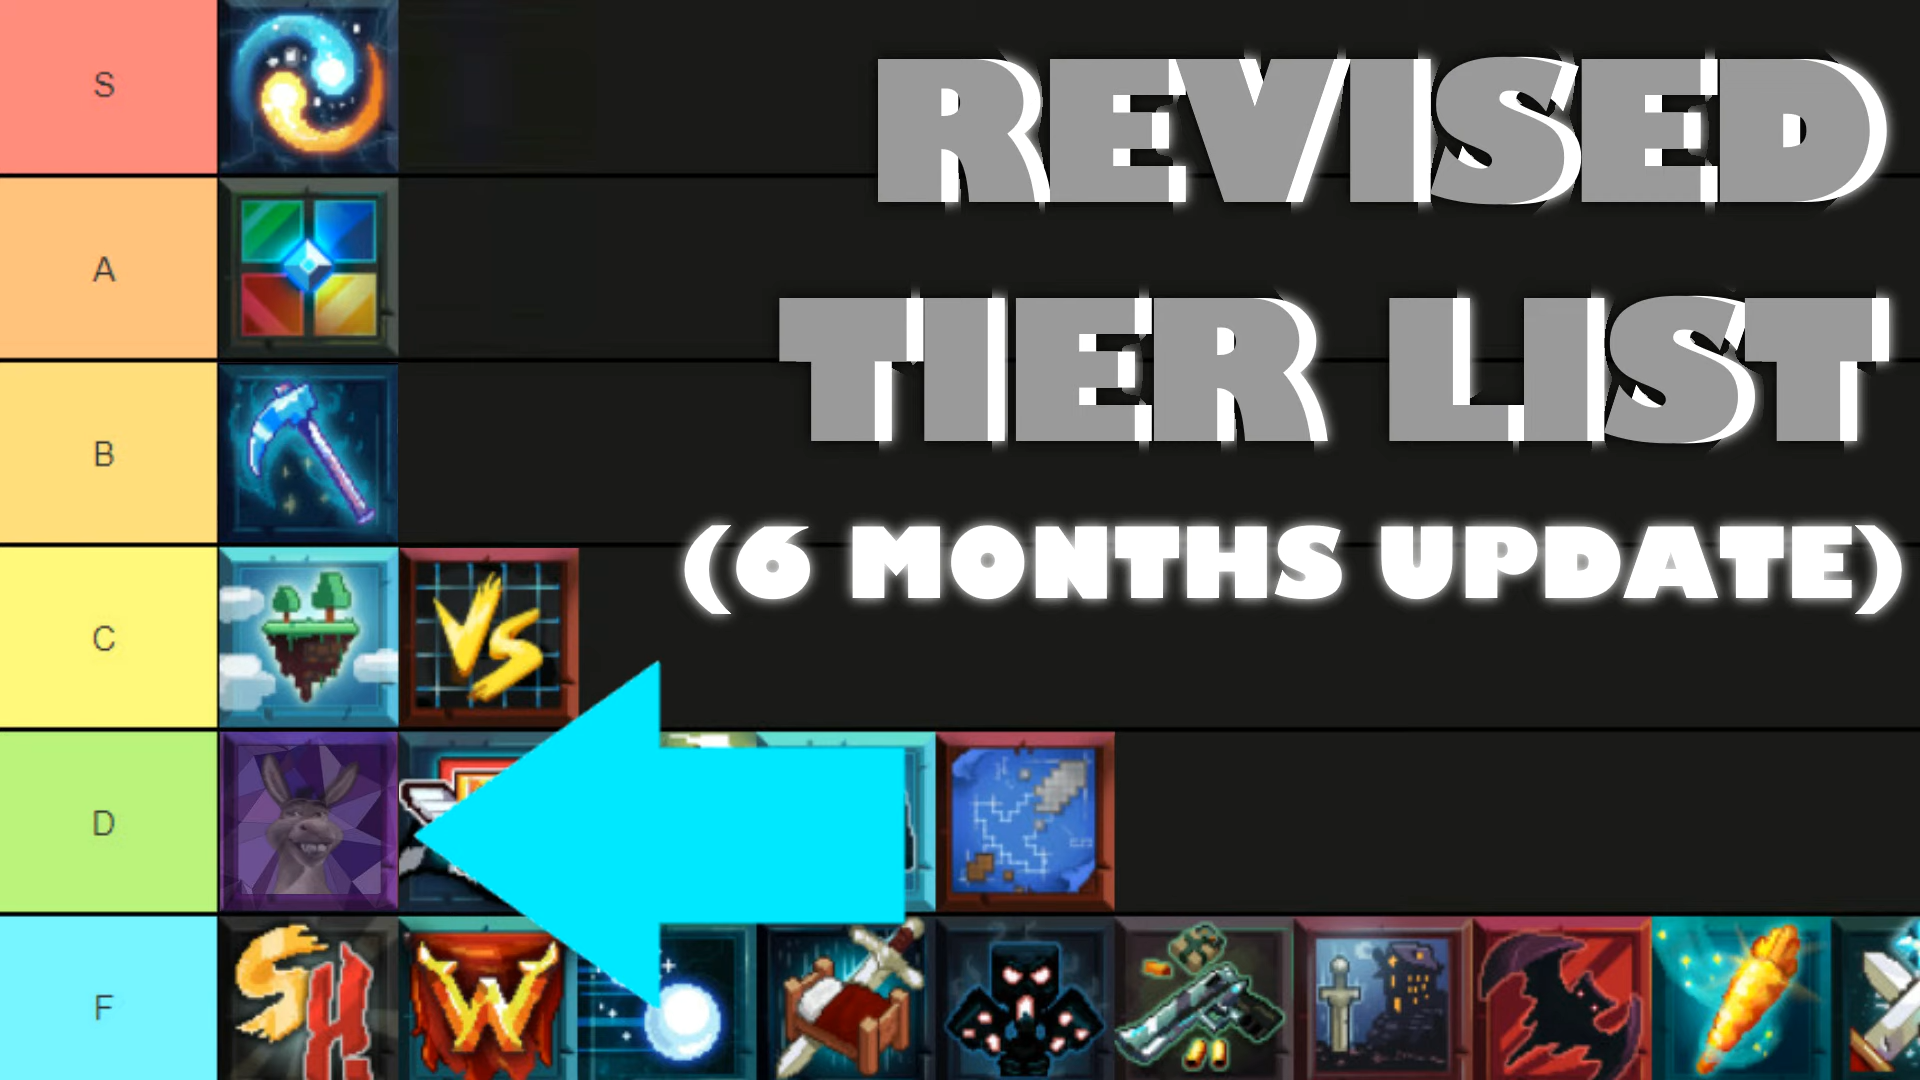 S
REVISED
A
TIER LIST
B
(6 MONTHS UPDATE)
C
VS
D
F
SH
W